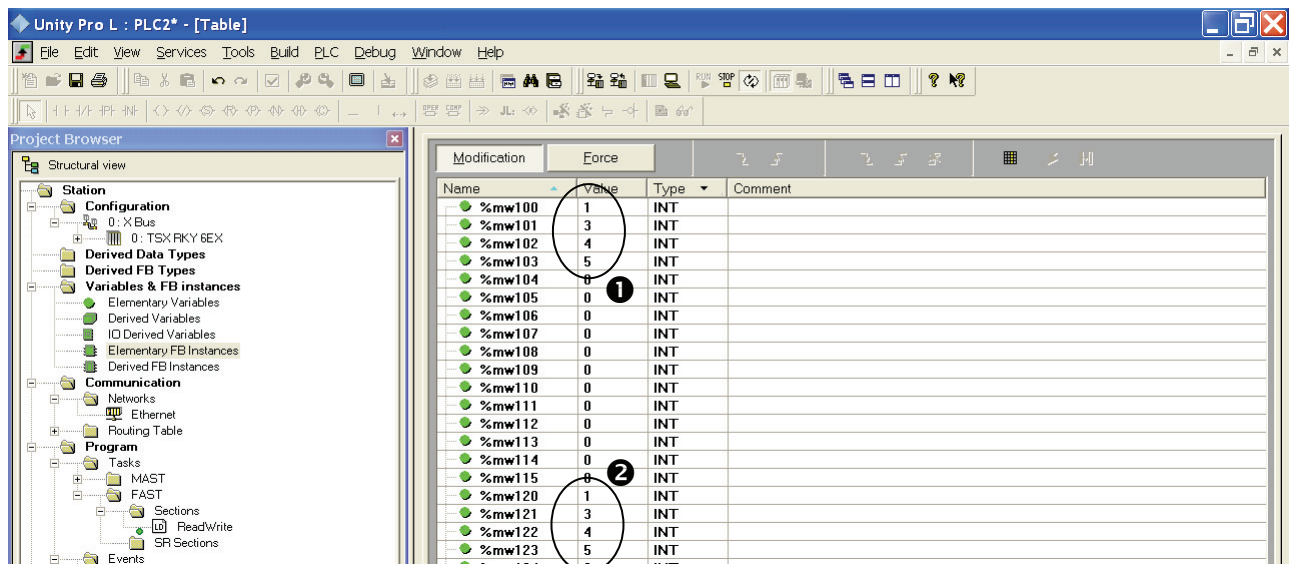 Unity Pro L : PLC2* - [Table]
File Edit View Services Tools Build PLC Debug Window Help
Project Browser
Structural view
Station
Configuration
0 : X Bus
0 : TSX RKY 6EX
Derived Data Types
Derived FB Types
Variables & FB instances
Elementary Variables
Derived Variables
IO Derived Variables
Elementary FB Instances
Derived FB Instances
Communication
Networks
Ethernet
Routing Table
Program
Tasks
MAST
FAST
Sections
LD ReadWrite
SR Sections
Events
Modification Force
Name Value Type Comment
%mw100 1 INT
%mw101 3 INT
%mw102 4 INT
%mw103 5 INT
%mw104 0 INT
❶
%mw105 0 INT
%mw106 0 INT
%mw107 0 INT
%mw108 0 INT
%mw109 0 INT
%mw110 0 INT
%mw111 0 INT
%mw112 0 INT
%mw113 0 INT
%mw114 0 INT
❷
%mw115 0 INT
%mw120 1 INT
%mw121 3 INT
%mw122 4 INT
%mw123 5 INT